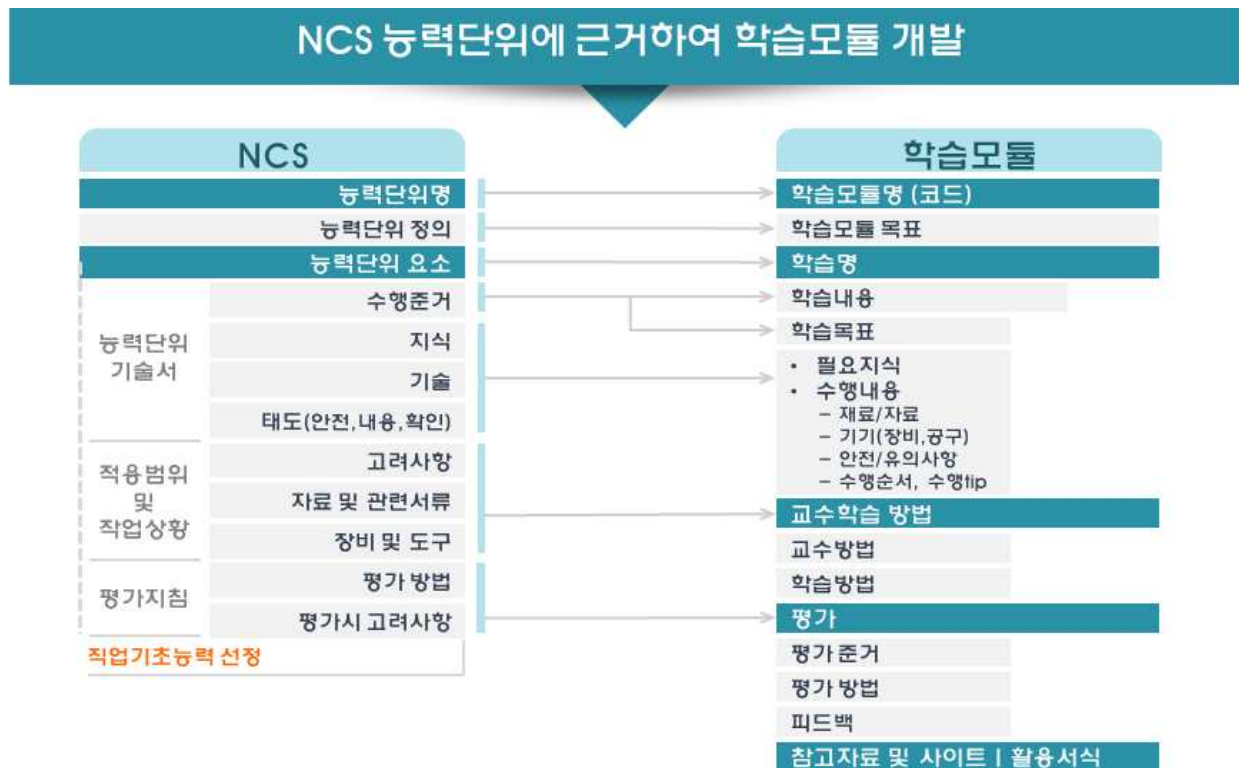 NCS 능력단위에 근거하여 학습모듈 개발
NCS
능력단위명
능력단위 정의
능력단위 요소
능력단위
기술서
수행준거
지식
기술
태도(안전,내용,확인)
적용범위
및
작업상황
고려사항
자료 및 관련서류
장비 및 도구
평가지침
평가 방법
평가시 고려사항
직업기초능력 선정
학습모듈
학습모듈명 (코드)
학습모듈 목표
학습명
학습내용
학습목표
• 필요지식
• 수행내용
– 재료/자료
– 기기(장비,공구)
– 안전/유의사항
– 수행순서, 수행tip
교수학습 방법
교수방법
학습방법
평가
평가 준거
평가 방법
피드백
참고자료 및 사이트 | 활용서식